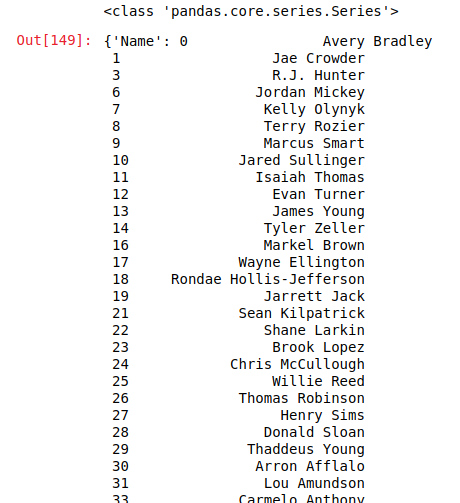 <class 'pandas.core.series.Series'>
Out[149]: {'Name': 0                Avery Bradley
1                  Jae Crowder
3                  R.J. Hunter
6                Jordan Mickey
7                 Kelly Olynyk
8                 Terry Rozier
9                 Marcus Smart
10             Jared Sullinger
11               Isaiah Thomas
12                 Evan Turner
13                 James Young
14                Tyler Zeller
16                Markel Brown
17             Wayne Ellington
18     Rondae Hollis-Jefferson
19                Jarrett Jack
21             Sean Kilpatrick
22                Shane Larkin
23                 Brook Lopez
24            Chris McCullough
25                 Willie Reed
26             Thomas Robinson
27                  Henry Sims
28                Donald Sloan
29              Thaddeus Young
30               Arron Afflalo
31                Lou Amundson
33             Carmelo Anthony